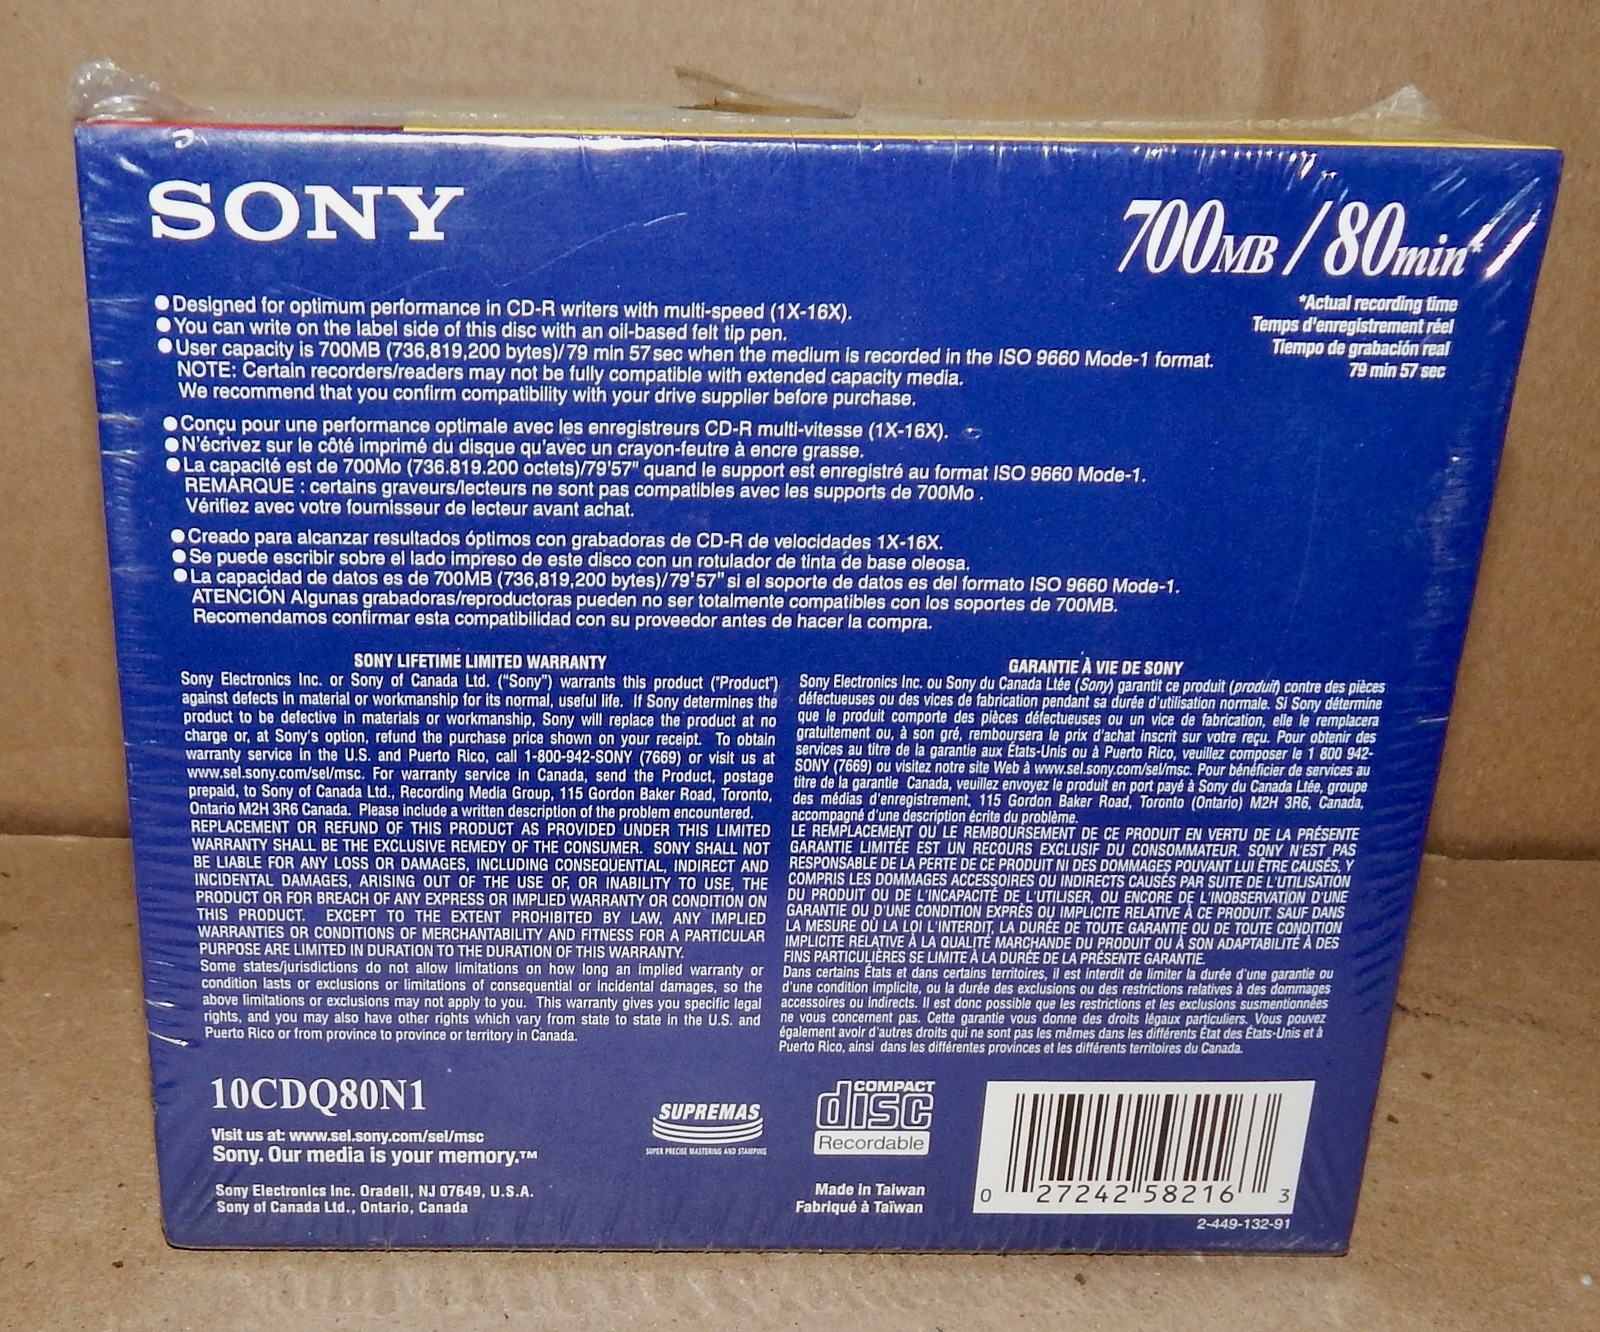 SONY
700MB / 80min*
*Actual recording time
Temps d'enregistrement réel
Tiempo de grabación real
79 min 57 sec
●Designed for optimum performance in CD-R writers with multi-speed (1X-16X).
●You can write on the label side of this disc with an oil-based felt tip pen.
●User capacity is 700MB (736,819,200 bytes)/79 min 57sec when the medium is recorded in the ISO 9660 Mode-1 format.
NOTE: Certain recorders/readers may not be fully compatible with extended capacity media.
We recommend that you confirm compatibility with your drive supplier before purchase.
●Conçu pour une performance optimale avec les enregistreurs CD-R multi-vitesse (1X-16X).
●N'écrivez sur le côté imprimé du disque qu'avec un crayon-feutre à encre grasse.
●La capacité est de 700Mo (736.819.200 octets)/79'57" quand le support est enregistré au format ISO 9660 Mode-1.
REMARQUE : certains graveurs/lecteurs ne sont pas compatibles avec les supports de 700Mo .
Vérifiez avec votre fournisseur de lecteur avant achat.
●Creado para alcanzar resultados óptimos con grabadoras de CD-R de velocidades 1X-16X.
●Se puede escribir sobre el lado impreso de este disco con un rotulador de tinta de base oleosa.
●La capacidad de datos es de 700MB (736,819,200 bytes)/79'57" si el soporte de datos es del formato ISO 9660 Mode-1.
ATENCIÓN Algunas grabadoras/reproductoras pueden no ser totalmente compatibles con los soportes de 700MB.
Recomendamos confirmar esta compatibilidad con su proveedor antes de hacer la compra.
SONY LIFETIME LIMITED WARRANTY
Sony Electronics Inc. or Sony of Canada Ltd. ("Sony") warrants this product ("Product")
against defects in material or workmanship for its normal, useful life. If Sony determines the
product to be defective in materials or workmanship, Sony will replace the product at no
charge or, at Sony's option, refund the purchase price shown on your receipt. To obtain
warranty service in the U.S. and Puerto Rico, call 1-800-942-SONY (7669) or visit us at
www.sel.sony.com/sel/msc. For warranty service in Canada, send the Product, postage
prepaid, to Sony of Canada Ltd., Recording Media Group, 115 Gordon Baker Road, Toronto,
Ontario M2H 3R6 Canada. Please include a written description of the problem encountered.
REPLACEMENT OR REFUND OF THIS PRODUCT AS PROVIDED UNDER THIS LIMITED
WARRANTY SHALL BE THE EXCLUSIVE REMEDY OF THE CONSUMER. SONY SHALL NOT
BE LIABLE FOR ANY LOSS OR DAMAGES, INCLUDING CONSEQUENTIAL, INDIRECT AND
INCIDENTAL DAMAGES, ARISING OUT OF THE USE OF, OR INABILITY TO USE, THE
PRODUCT OR FOR BREACH OF ANY EXPRESS OR IMPLIED WARRANTY OR CONDITION ON
THIS PRODUCT. EXCEPT TO THE EXTENT PROHIBITED BY LAW, ANY IMPLIED
WARRANTIES OR CONDITIONS OF MERCHANTABILITY AND FITNESS FOR A PARTICULAR
PURPOSE ARE LIMITED IN DURATION TO THE DURATION OF THIS WARRANTY.
Some states/jurisdictions do not allow limitations on how long an implied warranty or
condition lasts or exclusions or limitations of consequential or incidental damages, so the
above limitations or exclusions may not apply to you. This warranty gives you specific legal
rights, and you may also have other rights which vary from state to state in the U.S. and
Puerto Rico or from province to province or territory in Canada.
GARANTIE À VIE DE SONY
Sony Electronics Inc. ou Sony du Canada Ltée (Sony) garantit ce produit (produit) contre des pièces
défectueuses ou des vices de fabrication pendant sa durée d'utilisation normale. Si Sony détermine
que le produit comporte des pièces défectueuses ou un vice de fabrication, elle le remplacera
gratuitement ou, à son gré, remboursera le prix d'achat inscrit sur votre reçu. Pour obtenir des
services au titre de la garantie aux États-Unis ou à Puerto Rico, veuillez composer le 1 800 942-
SONY (7669) ou visitez notre site Web à www.sel.sony.com/sel/msc. Pour bénéficier de services au
titre de la garantie Canada, veuillez envoyez le produit en port payé à Sony du Canada Ltée, groupe
des médias d'enregistrement, 115 Gordon Baker Road, Toronto (Ontario) M2H 3R6, Canada,
accompagné d'une description écrite du problème.
LE REMPLACEMENT OU LE REMBOURSEMENT DE CE PRODUIT EN VERTU DE LA PRÉSENTE
GARANTIE LIMITÉE EST UN RECOURS EXCLUSIF DU CONSOMMATEUR. SONY N'EST PAS
RESPONSABLE DE LA PERTE DE CE PRODUIT NI DES DOMMAGES POUVANT LUI ÊTRE CAUSÉS, Y
COMPRIS LES DOMMAGES ACCESSOIRES OU INDIRECTS CAUSÉS PAR SUITE DE L'UTILISATION
DU PRODUIT OU DE L'INCAPACITÉ DE L'UTILISER, OU ENCORE DE L'INOBSERVATION D'UNE
GARANTIE OU D'UNE CONDITION EXPRÈS OU IMPLICITE RELATIVE À CE PRODUIT. SAUF DANS
LA MESURE OÙ LA LOI L'INTERDIT, LA DURÉE DE TOUTE GARANTIE OU DE TOUTE CONDITION
IMPLICITE RELATIVE À LA QUALITÉ MARCHANDE DU PRODUIT OU À SON ADAPTABILITÉ À DES
FINS PARTICULIÈRES SE LIMITE À LA DURÉE DE LA PRÉSENTE GARANTIE.
Dans certains États et dans certains territoires, il est interdit de limiter la durée d'une garantie ou
d'une condition implicite, ou la durée des exclusions ou des restrictions relatives à des dommages
accessoires ou indirects. Il est donc possible que les restrictions et les exclusions susmentionnées
ne vous concernent pas. Cette garantie vous donne des droits légaux particuliers. Vous pouvez
également avoir d'autres droits qui ne sont pas les mêmes dans les différents État des États-Unis et à
Puerto Rico, ainsi dans les différentes provinces et les différents territoires du Canada.
10CDQ80N1
Visit us at: www.sel.sony.com/sel/msc
Sony. Our media is your memory.™
Sony Electronics Inc. Oradell, NJ 07649, U.S.A.
Sony of Canada Ltd., Ontario, Canada
SUPREMAS
SUPER PRECISE MASTERING AND STAMPING
COMPACT
disc
Recordable
Made in Taiwan
Fabriqué à Taïwan
0 27242 58216 3
2-449-132-91